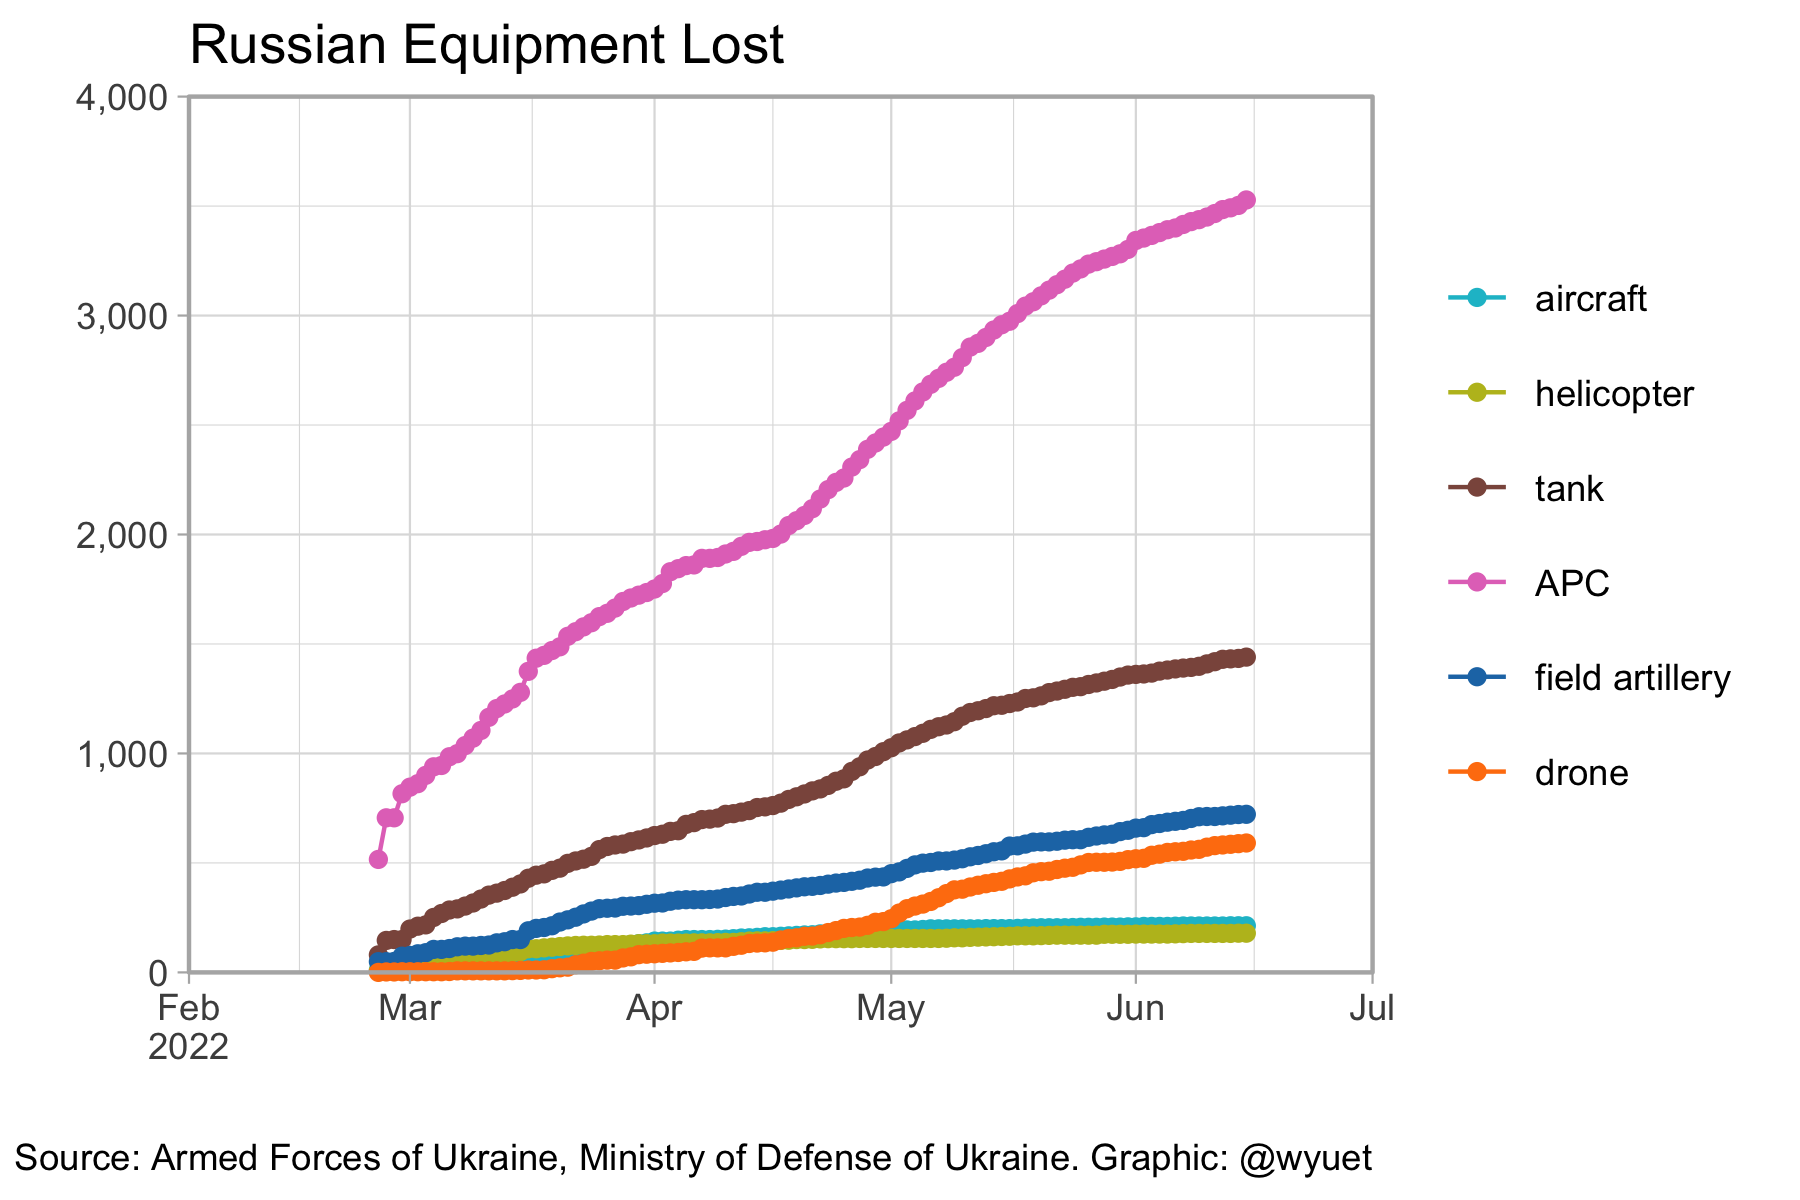 Russian Equipment Lost
4,000
3,000
2,000
1,000
0
Feb
2022
Mar
Apr
May
Jun
Jul
aircraft
helicopter
tank
APC
field artillery
drone
Source: Armed Forces of Ukraine, Ministry of Defense of Ukraine. Graphic: @wyuet